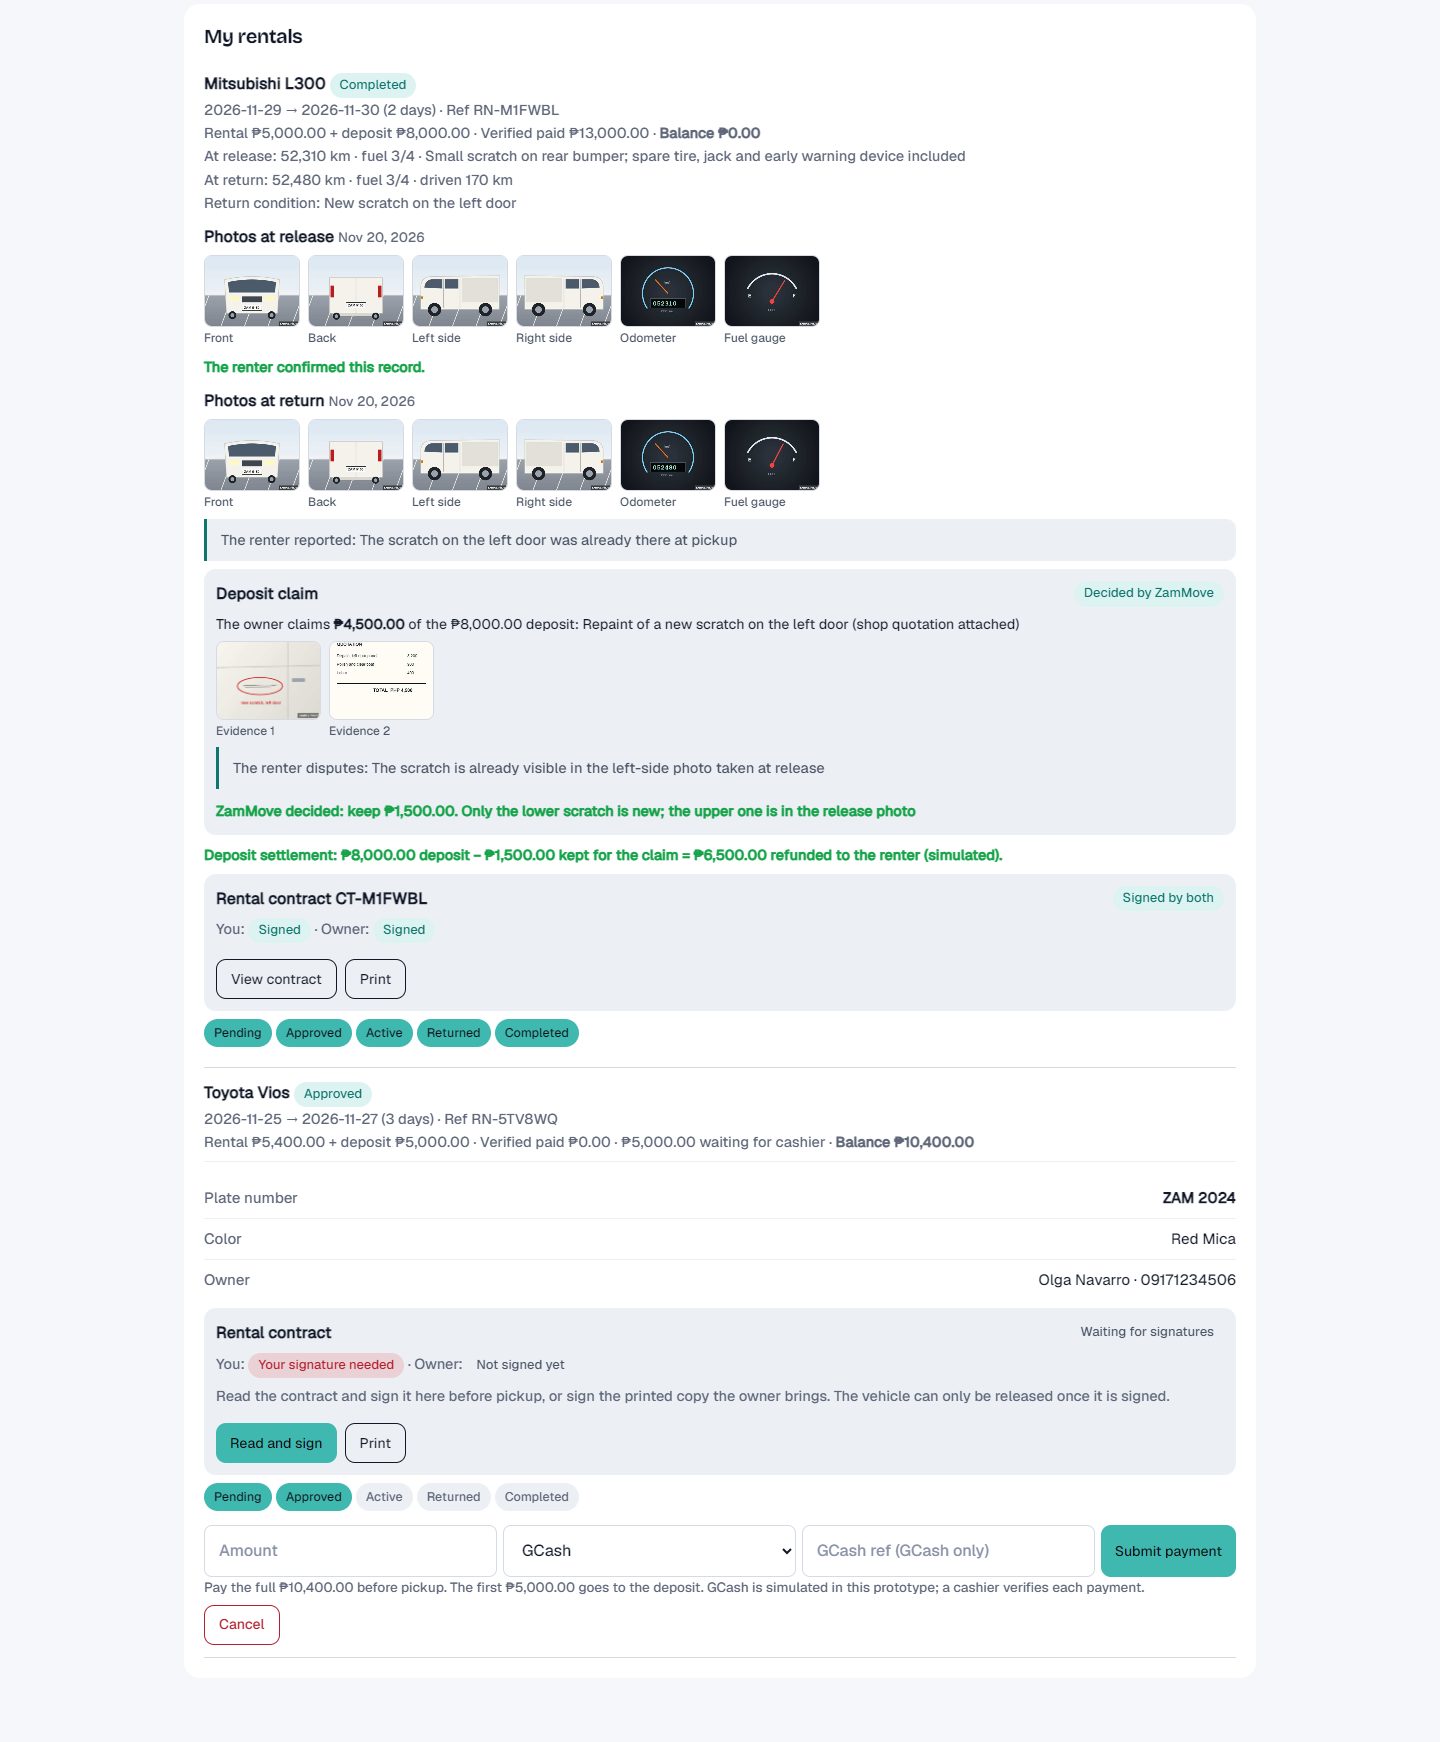 My rentals
Mitsubishi L300 Completed
2026-11-29 → 2026-11-30 (2 days) · Ref RN-M1FWBL
Rental ₱5,000.00 + deposit ₱8,000.00 · Verified paid ₱13,000.00 · Balance ₱0.00
At release: 52,310 km · fuel 3/4 · Small scratch on rear bumper; spare tire, jack and early warning device included
At return: 52,480 km · fuel 3/4 · driven 170 km
Return condition: New scratch on the left door
Photos at release Nov 20, 2026
052310
E F
Front Back Left side Right side Odometer Fuel gauge
The renter confirmed this record.
Photos at return Nov 20, 2026
052480
E F
Front Back Left side Right side Odometer Fuel gauge
The renter reported: The scratch on the left door was already there at pickup
Deposit claim Decided by ZamMove
The owner claims ₱4,500.00 of the ₱8,000.00 deposit: Repaint of a new scratch on the left door (shop quotation attached)
QUOTATION
new scratch, left door
TOTAL PHP 4,500
Evidence 1 Evidence 2
The renter disputes: The scratch is already visible in the left-side photo taken at release
ZamMove decided: keep ₱1,500.00. Only the lower scratch is new; the upper one is in the release photo
Deposit settlement: ₱8,000.00 deposit – ₱1,500.00 kept for the claim = ₱6,500.00 refunded to the renter (simulated).
Rental contract CT-M1FWBL Signed by both
You: Signed · Owner: Signed
View contract Print
Pending Approved Active Returned Completed
Toyota Vios Approved
2026-11-25 → 2026-11-27 (3 days) · Ref RN-5TV8WQ
Rental ₱5,400.00 + deposit ₱5,000.00 · Verified paid ₱0.00 · ₱5,000.00 waiting for cashier · Balance ₱10,400.00
Plate number ZAM 2024
Color Red Mica
Owner Olga Navarro · 09171234506
Rental contract Waiting for signatures
You: Your signature needed · Owner: Not signed yet
Read the contract and sign it here before pickup, or sign the printed copy the owner brings. The vehicle can only be released once it is signed.
Read and sign Print
Pending Approved Active Returned Completed
Amount GCash GCash ref (GCash only) Submit payment
Pay the full ₱10,400.00 before pickup. The first ₱5,000.00 goes to the deposit. GCash is simulated in this prototype; a cashier verifies each payment.
Cancel